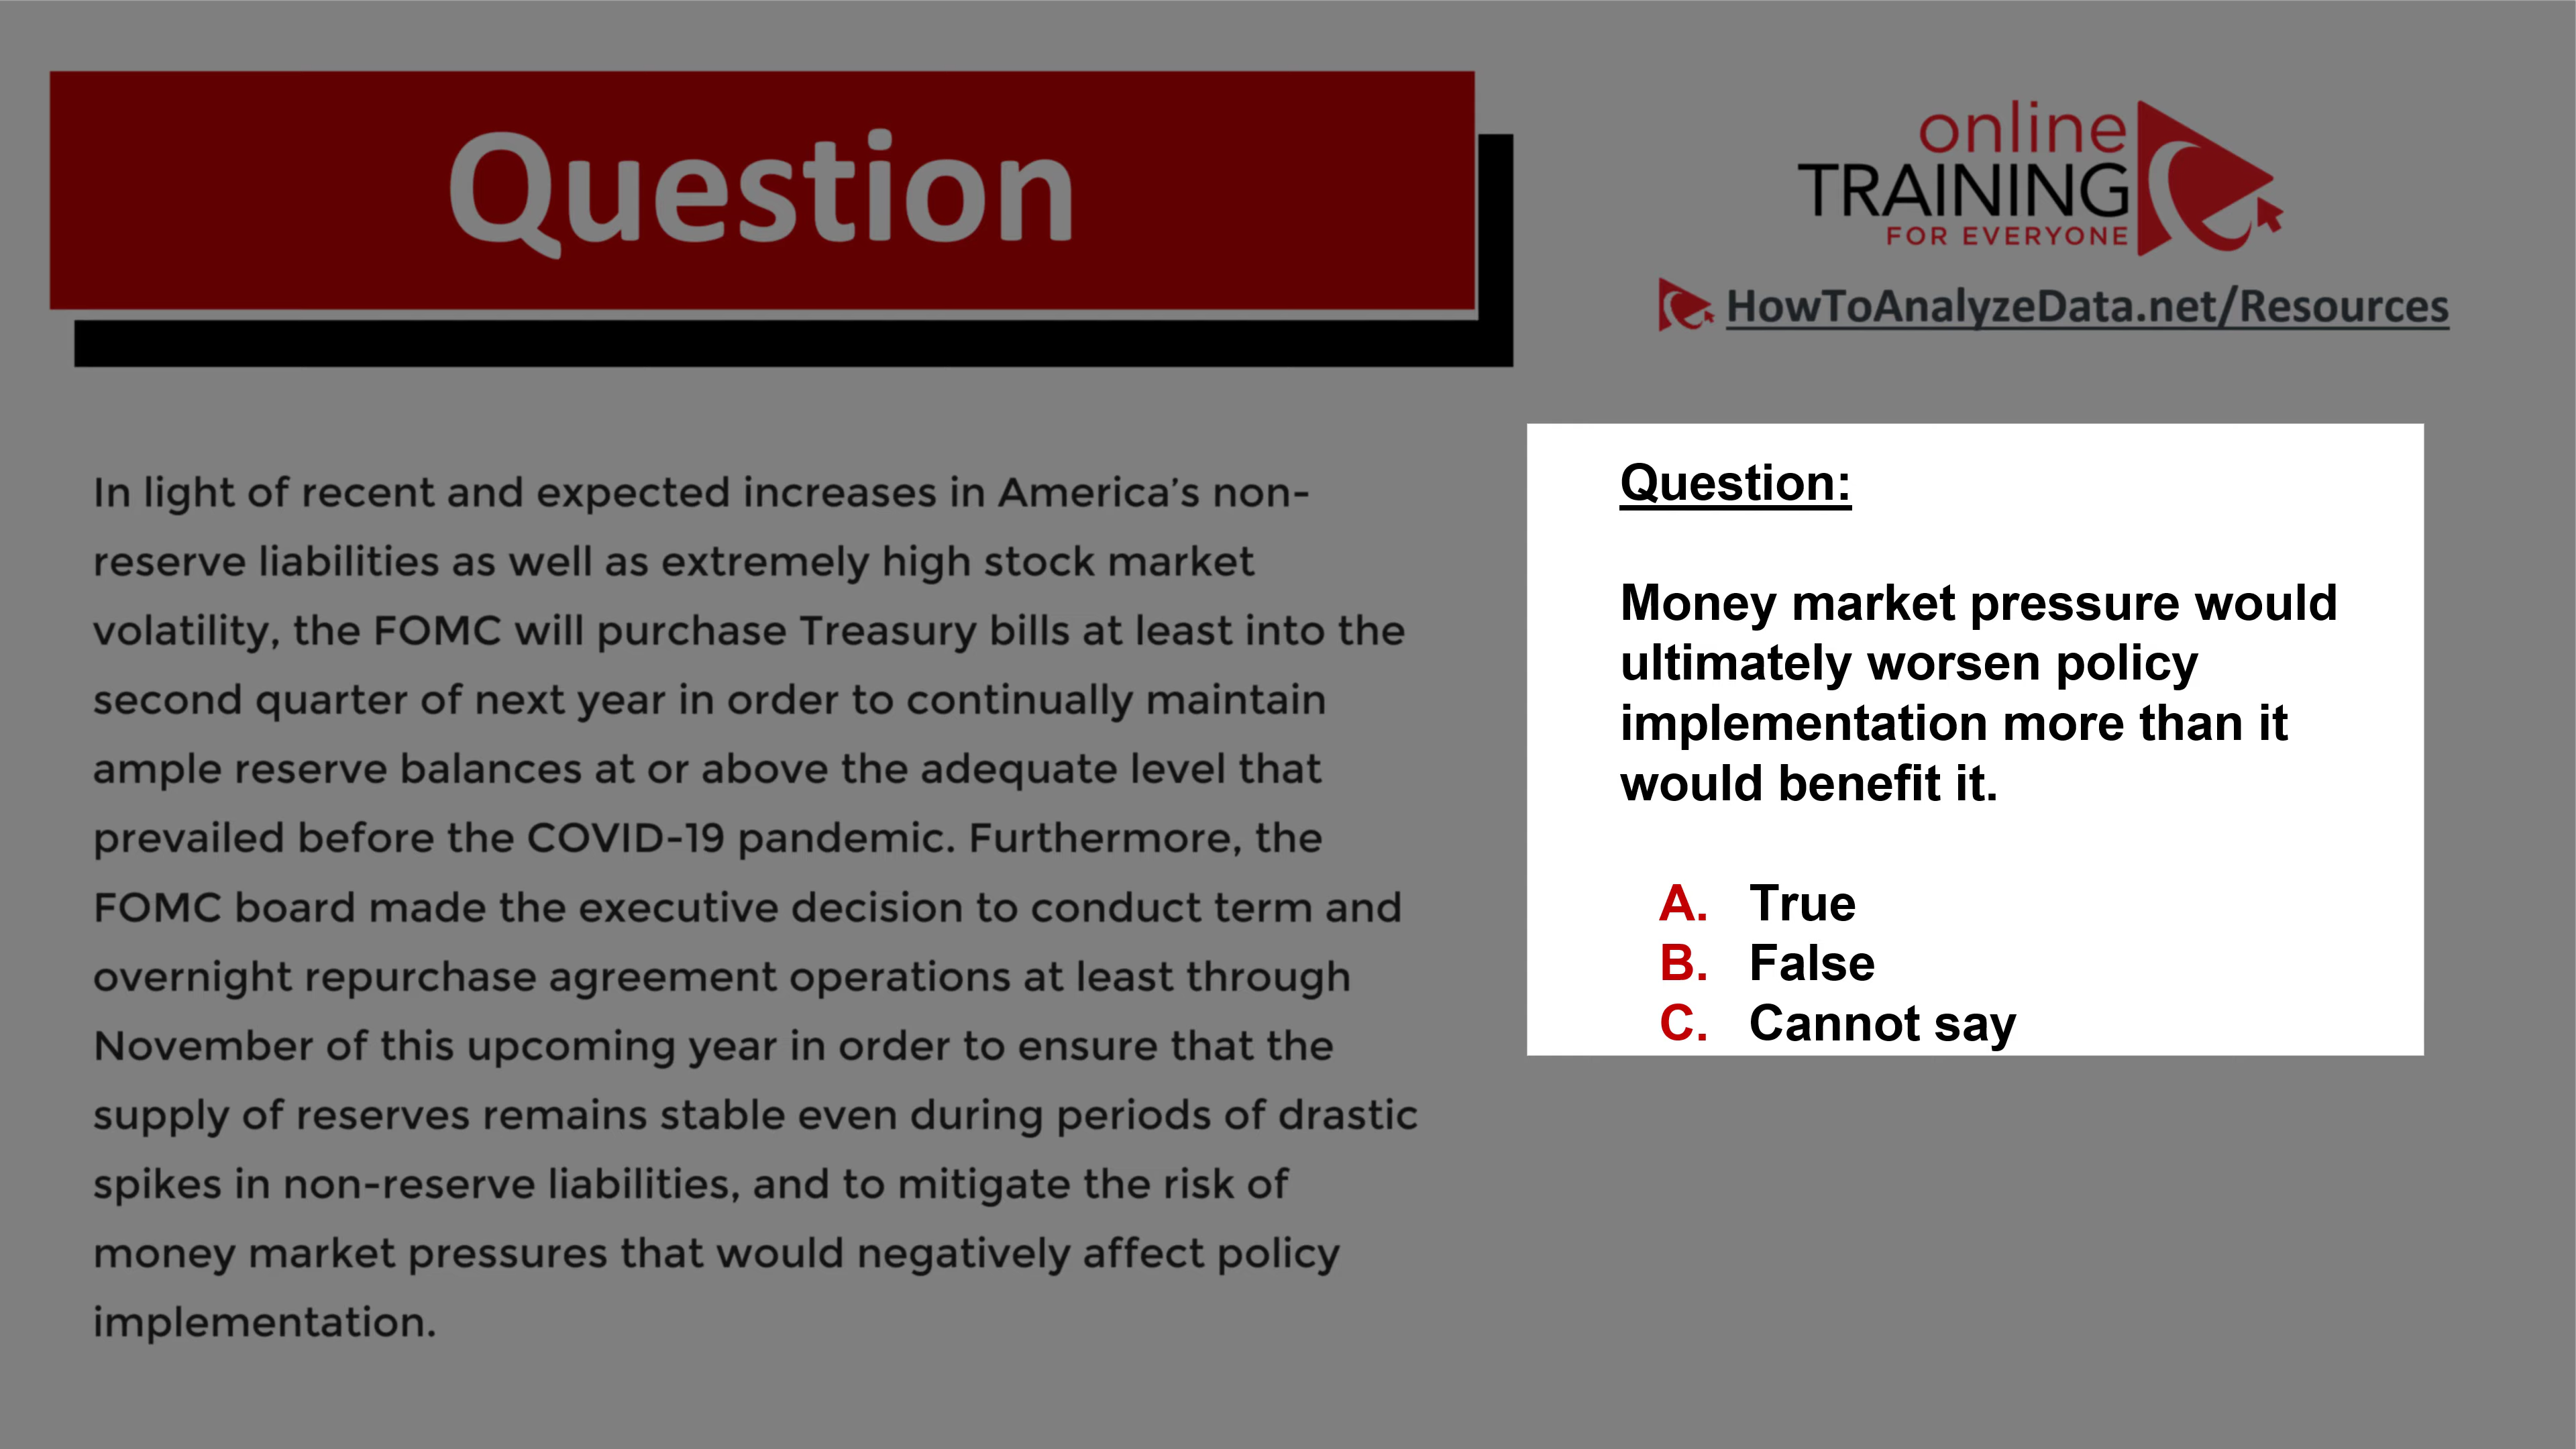 Question
online
TRAINING
FOR EVERYONE
HowToAnalyzeData.net/Resources
In light of recent and expected increases in America's non-
reserve liabilities as well as extremely high stock market
volatility, the FOMC will purchase Treasury bills at least into the
second quarter of next year in order to continually maintain
ample reserve balances at or above the adequate level that
prevailed before the COVID-19 pandemic. Furthermore, the
FOMC board made the executive decision to conduct term and
overnight repurchase agreement operations at least through
November of this upcoming year in order to ensure that the
supply of reserves remains stable even during periods of drastic
spikes in non-reserve liabilities, and to mitigate the risk of
money market pressures that would negatively affect policy
implementation.
Question:
Money market pressure would
ultimately worsen policy
implementation more than it
would benefit it.
A. True
B. False
C. Cannot say